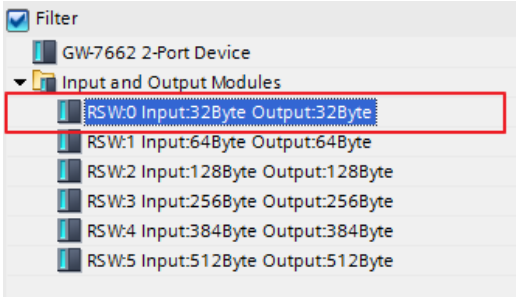 Filter
GW-7662 2-Port Device
Input and Output Modules
RSW:0 Input:32Byte Output:32Byte
RSW:1 Input:64Byte Output:64Byte
RSW:2 Input:128Byte Output:128Byte
RSW:3 Input:256Byte Output:256Byte
RSW:4 Input:384Byte Output:384Byte
RSW:5 Input:512Byte Output:512Byte